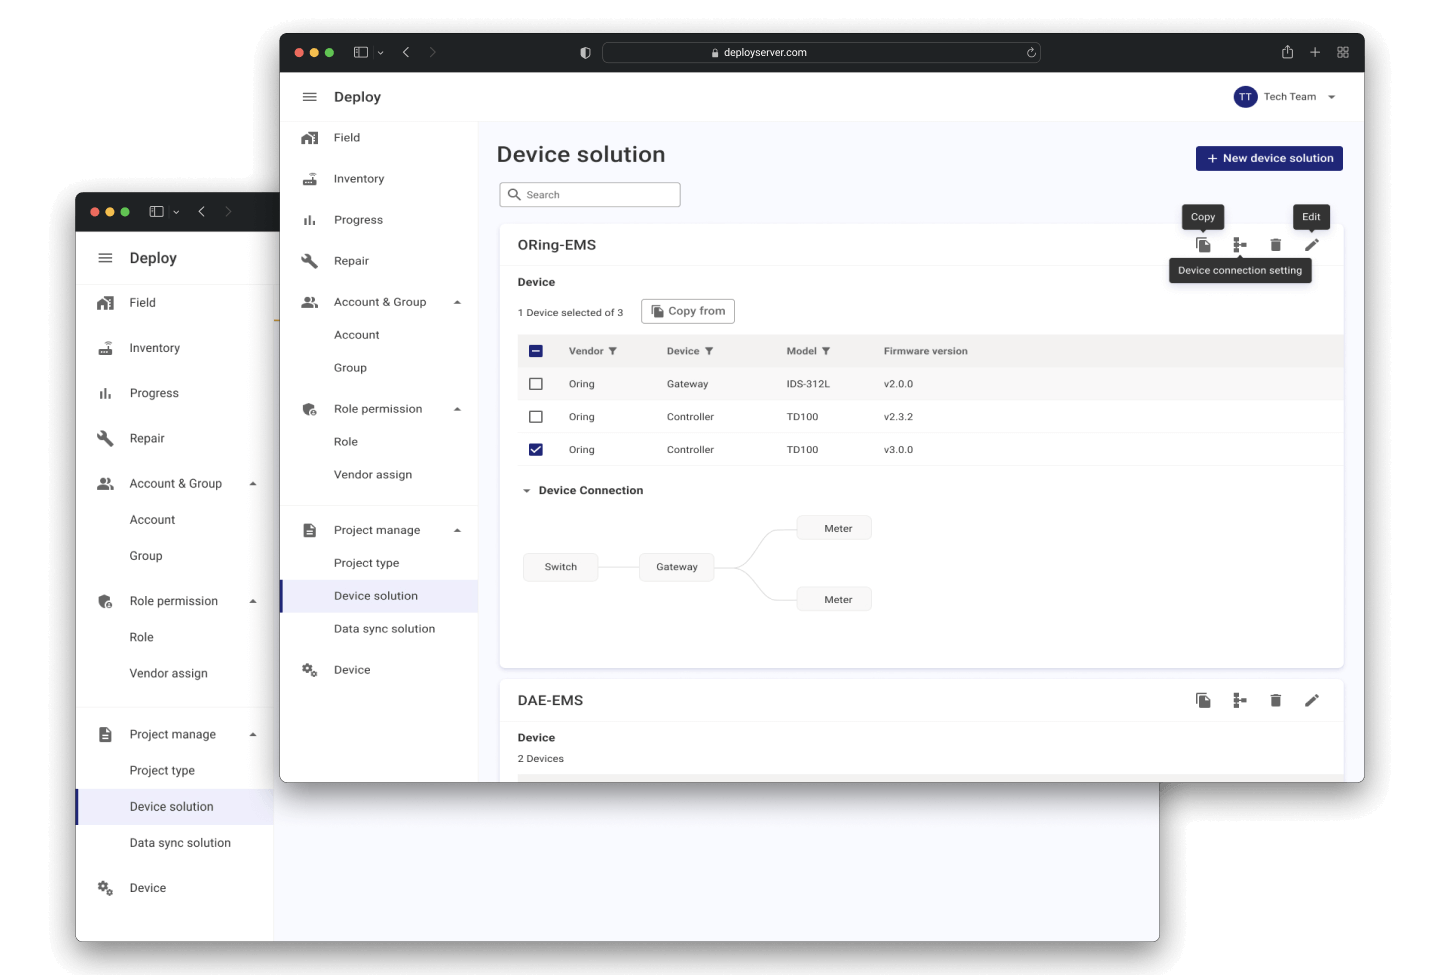 deployserver.com
Deploy
TT Tech Team
Field
Inventory
Progress
Repair
Account & Group
Account
Group
Role permission
Role
Vendor assign
Project manage
Project type
Device solution
Data sync solution
Device
Device solution
+ New device solution
Search
Copy
Edit
ORing-EMS
Device connection setting
Device
1 Device selected of 3
Copy from
Vendor Device Model Firmware version
Oring Gateway IDS-312L v2.0.0
Oring Controller TD100 v2.3.2
Oring Controller TD100 v3.0.0
Device Connection
Meter
Switch Gateway
Meter
DAE-EMS
Device
2 Devices
Deploy
Field
Inventory
Progress
Repair
Account & Group
Account
Group
Role permission
Role
Vendor assign
Project manage
Project type
Device solution
Data sync solution
Device